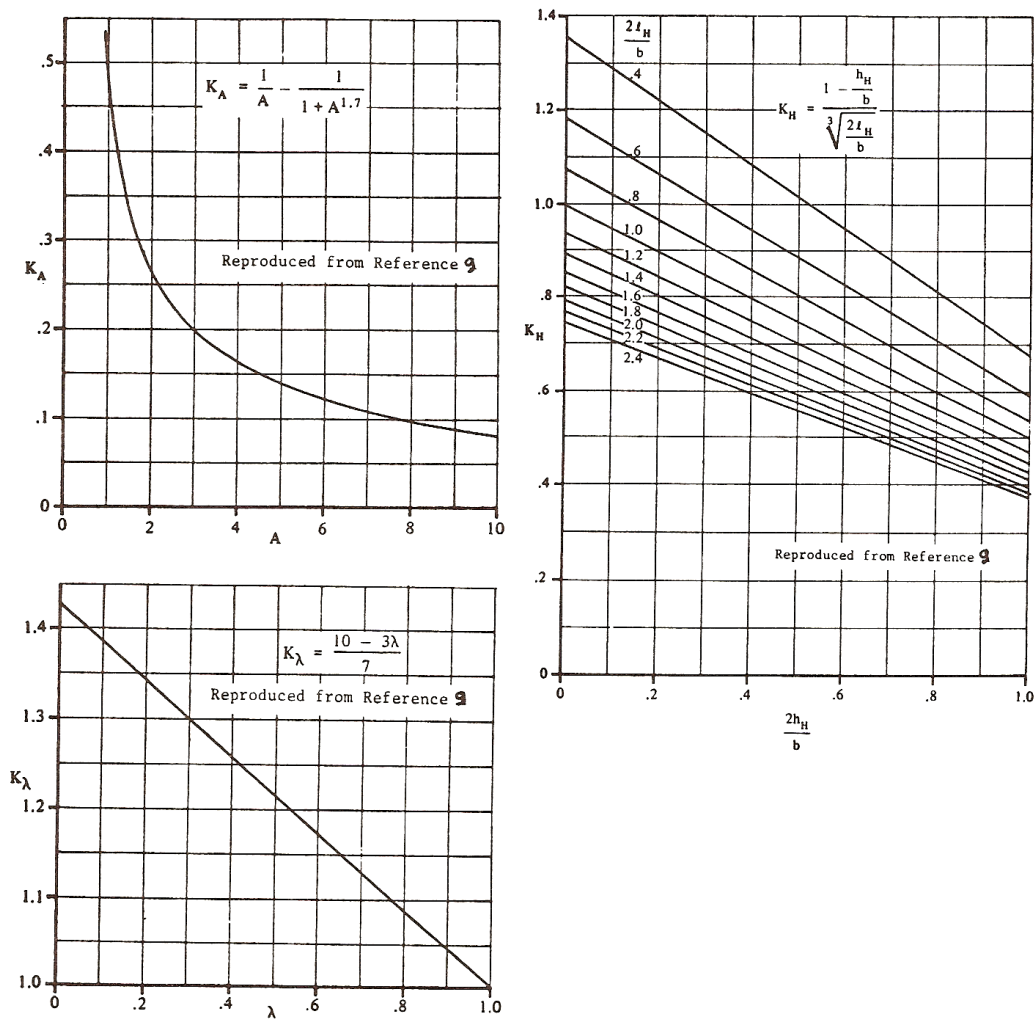 .5
.4
.3
.2
.1
0
K_A
K_A = 1/A - 1/(1 + A^1.7)
Reproduced from Reference g
0 2 4 6 8 10
A
1.4
1.3
1.2
1.1
1.0
K_λ
K_λ = (10 - 3λ)/7
Reproduced from Reference g
0 .2 .4 .6 .8 1.0
λ
1.4
1.2
1.0
.8
.6
.4
.2
0
K_H
2ℓ_H/b
.4
.6
.8
1.0
1.2
1.4
1.6
1.8
2.0
2.2
2.4
K_H = (1 - h_H/b)/∛(2ℓ_H/b)
Reproduced from Reference g
0 .2 .4 .6 .8 1.0
2h_H/b